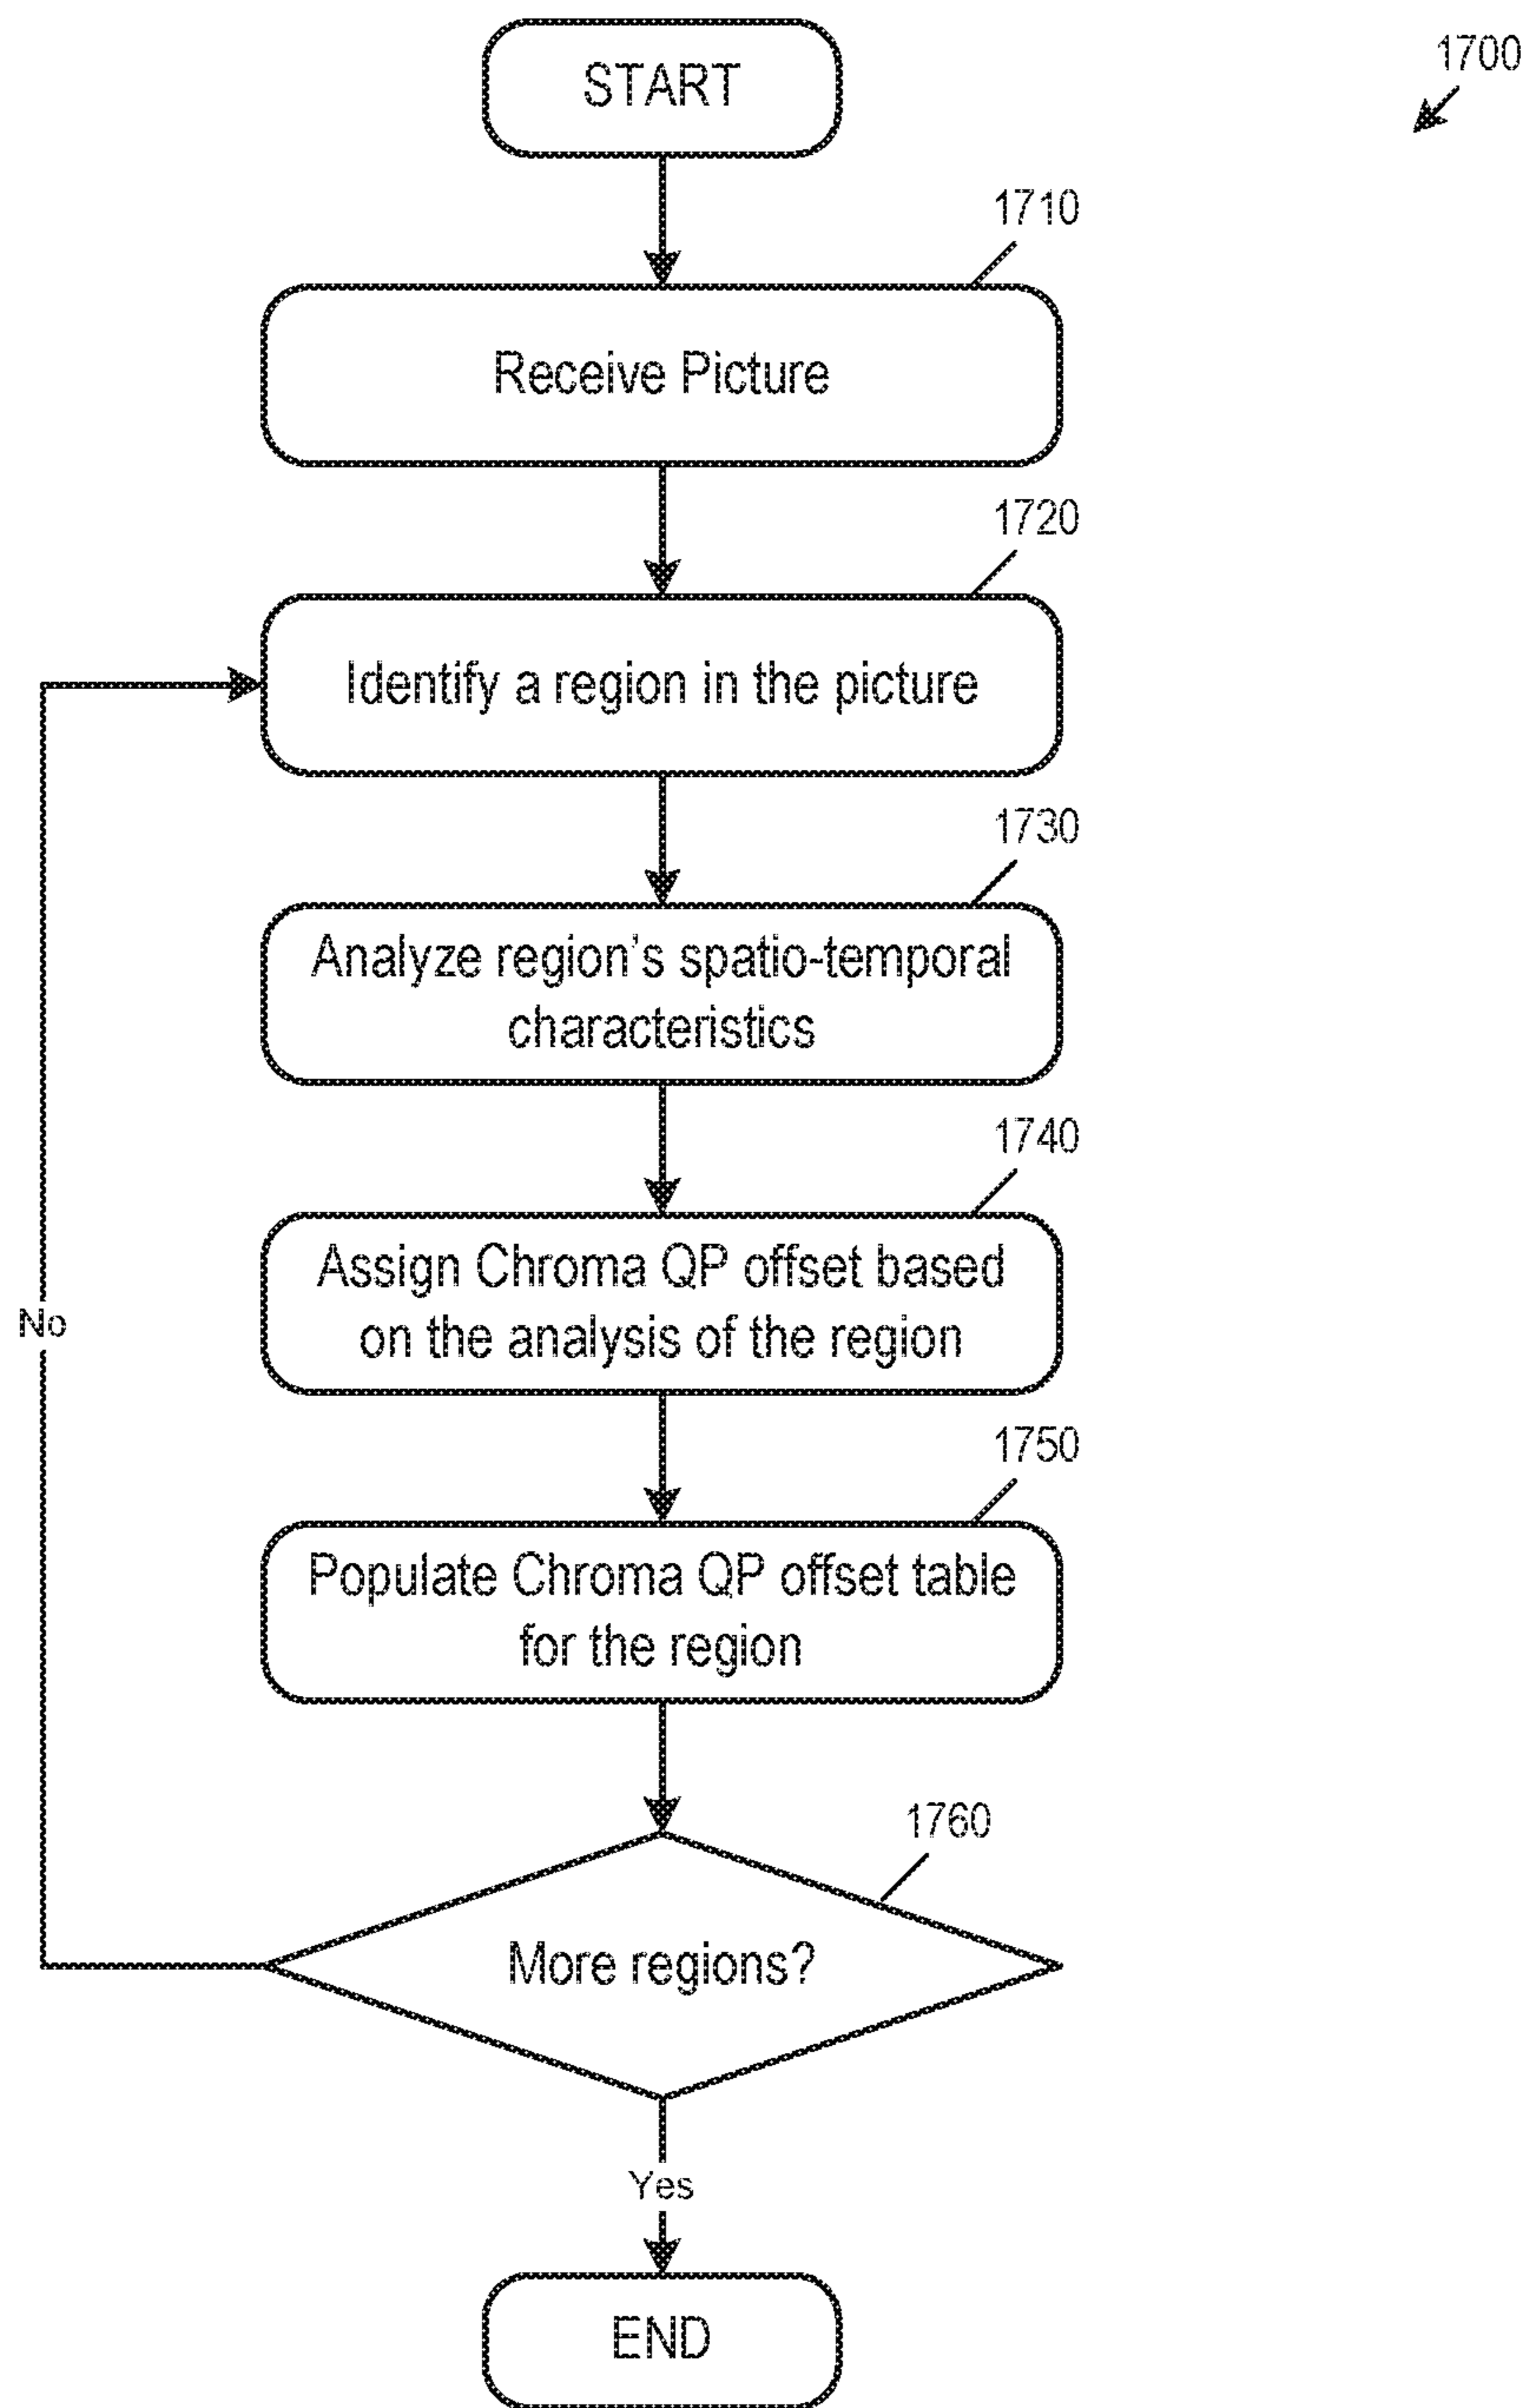 START
1700
1710
Receive Picture
1720
Identify a region in the picture
1730
Analyze region's spatio-temporal
characteristics
1740
Assign Chroma QP offset based
on the analysis of the region
No
1750
Populate Chroma QP offset table
for the region
1760
More regions?
Yes
END